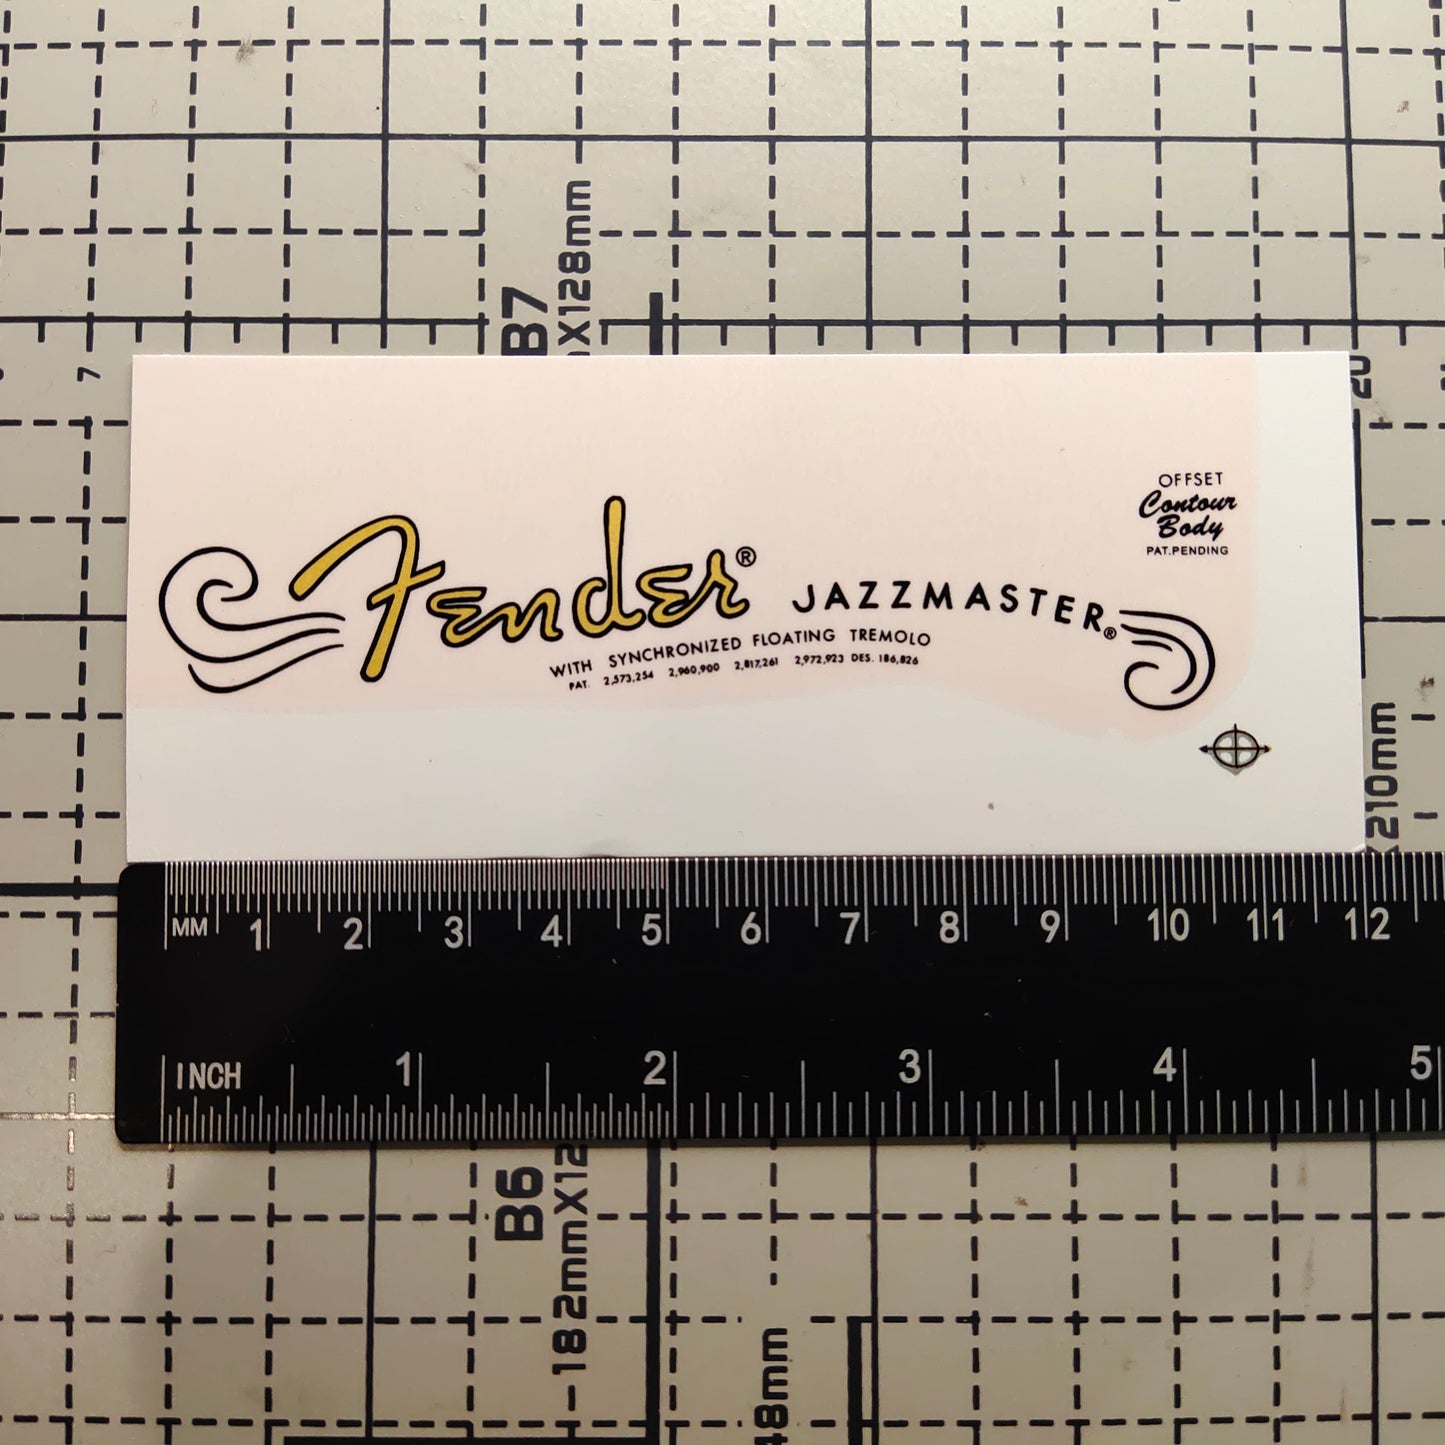 B7
X128mm
7
20
OFFSET
Contour
Body
PAT.PENDING
Fender®
JAZZMASTER®
WITH SYNCHRONIZED FLOATING TREMOLO
PAT. 2,573,254 2,960,900 2,817,261 2,972,923 DES. 186,826
X210mm
MM 1 2 3 4 5 6 7 8 9 10 11 12
INCH 1 2 3 4 5
B6
182mmX12
48mm